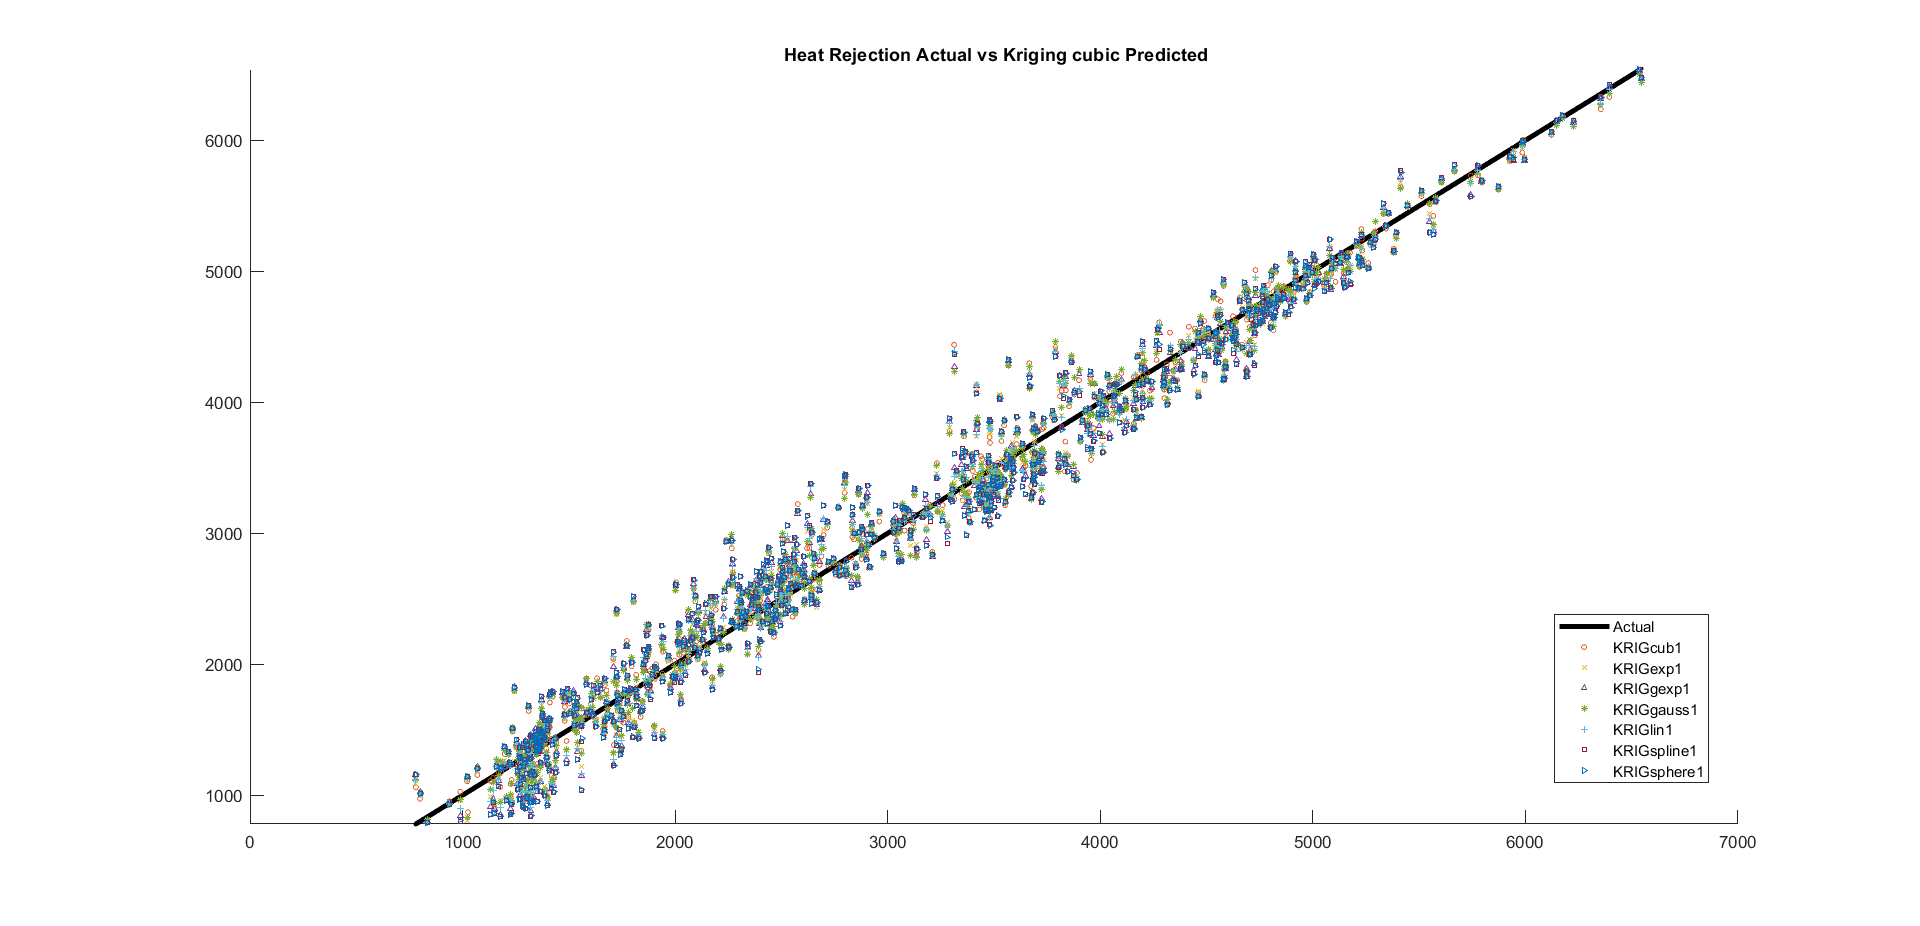 Heat Rejection Actual vs Kriging cubic Predicted
6000
5000
4000
3000
2000
1000
0 1000 2000 3000 4000 5000 6000 7000
Actual
KRIGcub1
KRIGexp1
KRIGgexp1
KRIGgauss1
KRIGlin1
KRIGspline1
KRIGsphere1